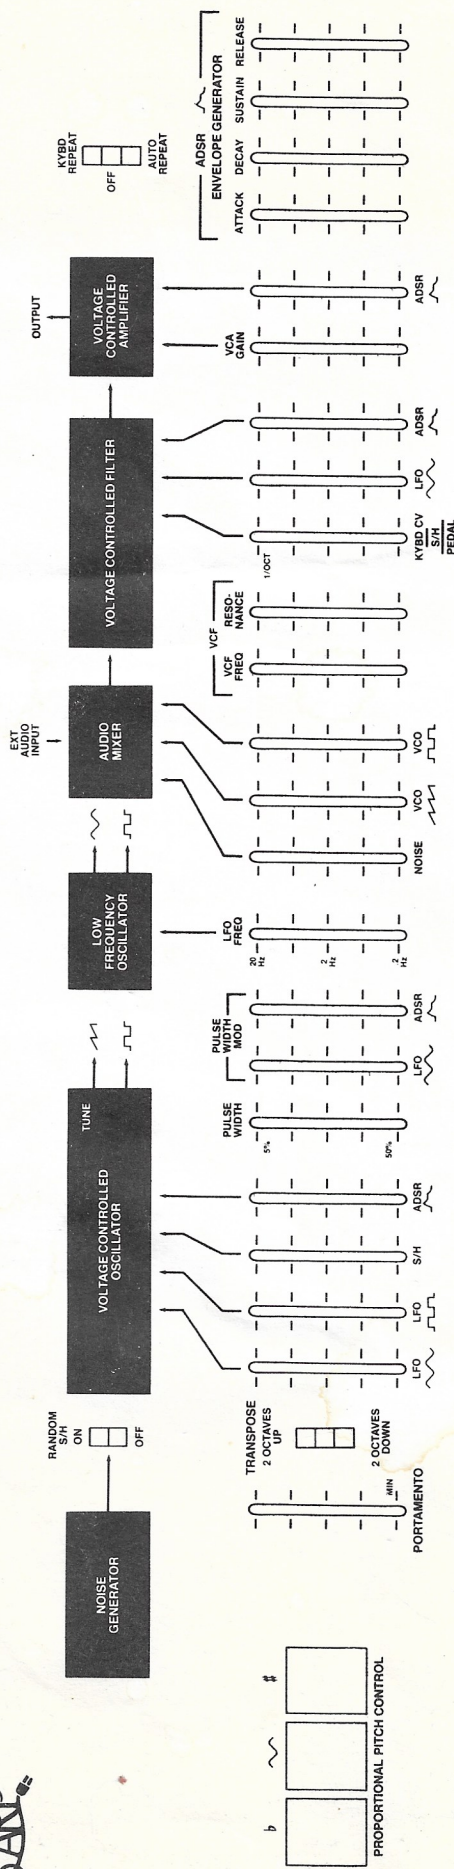 ARP
NOISE
GENERATOR
RANDOM
S/H
ON
OFF
VOLTAGE CONTROLLED
OSCILLATOR
TUNE
LOW
FREQUENCY
OSCILLATOR
EXT
AUDIO
INPUT
AUDIO
MIXER
VOLTAGE CONTROLLED FILTER
OUTPUT
VOLTAGE
CONTROLLED
AMPLIFIER
KYBD
REPEAT
OFF
AUTO
REPEAT
♭
♯
PROPORTIONAL PITCH CONTROL
MIN
PORTAMENTO
TRANSPOSE
2 OCTAVES
UP
2 OCTAVES
DOWN
LFO
LFO
S/H
ADSR
PULSE
WIDTH
5%
50%
PULSE
WIDTH
MOD
LFO
ADSR
LFO
FREQ
20
Hz
2
Hz
2
Hz
NOISE
VCO
VCO
VCF
VCF
FREQ
RESO-
NANCE
1/OCT
KYBD CV
S/H
PEDAL
LFO
ADSR
VCA
GAIN
ADSR
ADSR
ENVELOPE GENERATOR
ATTACK
DECAY
SUSTAIN
RELEASE